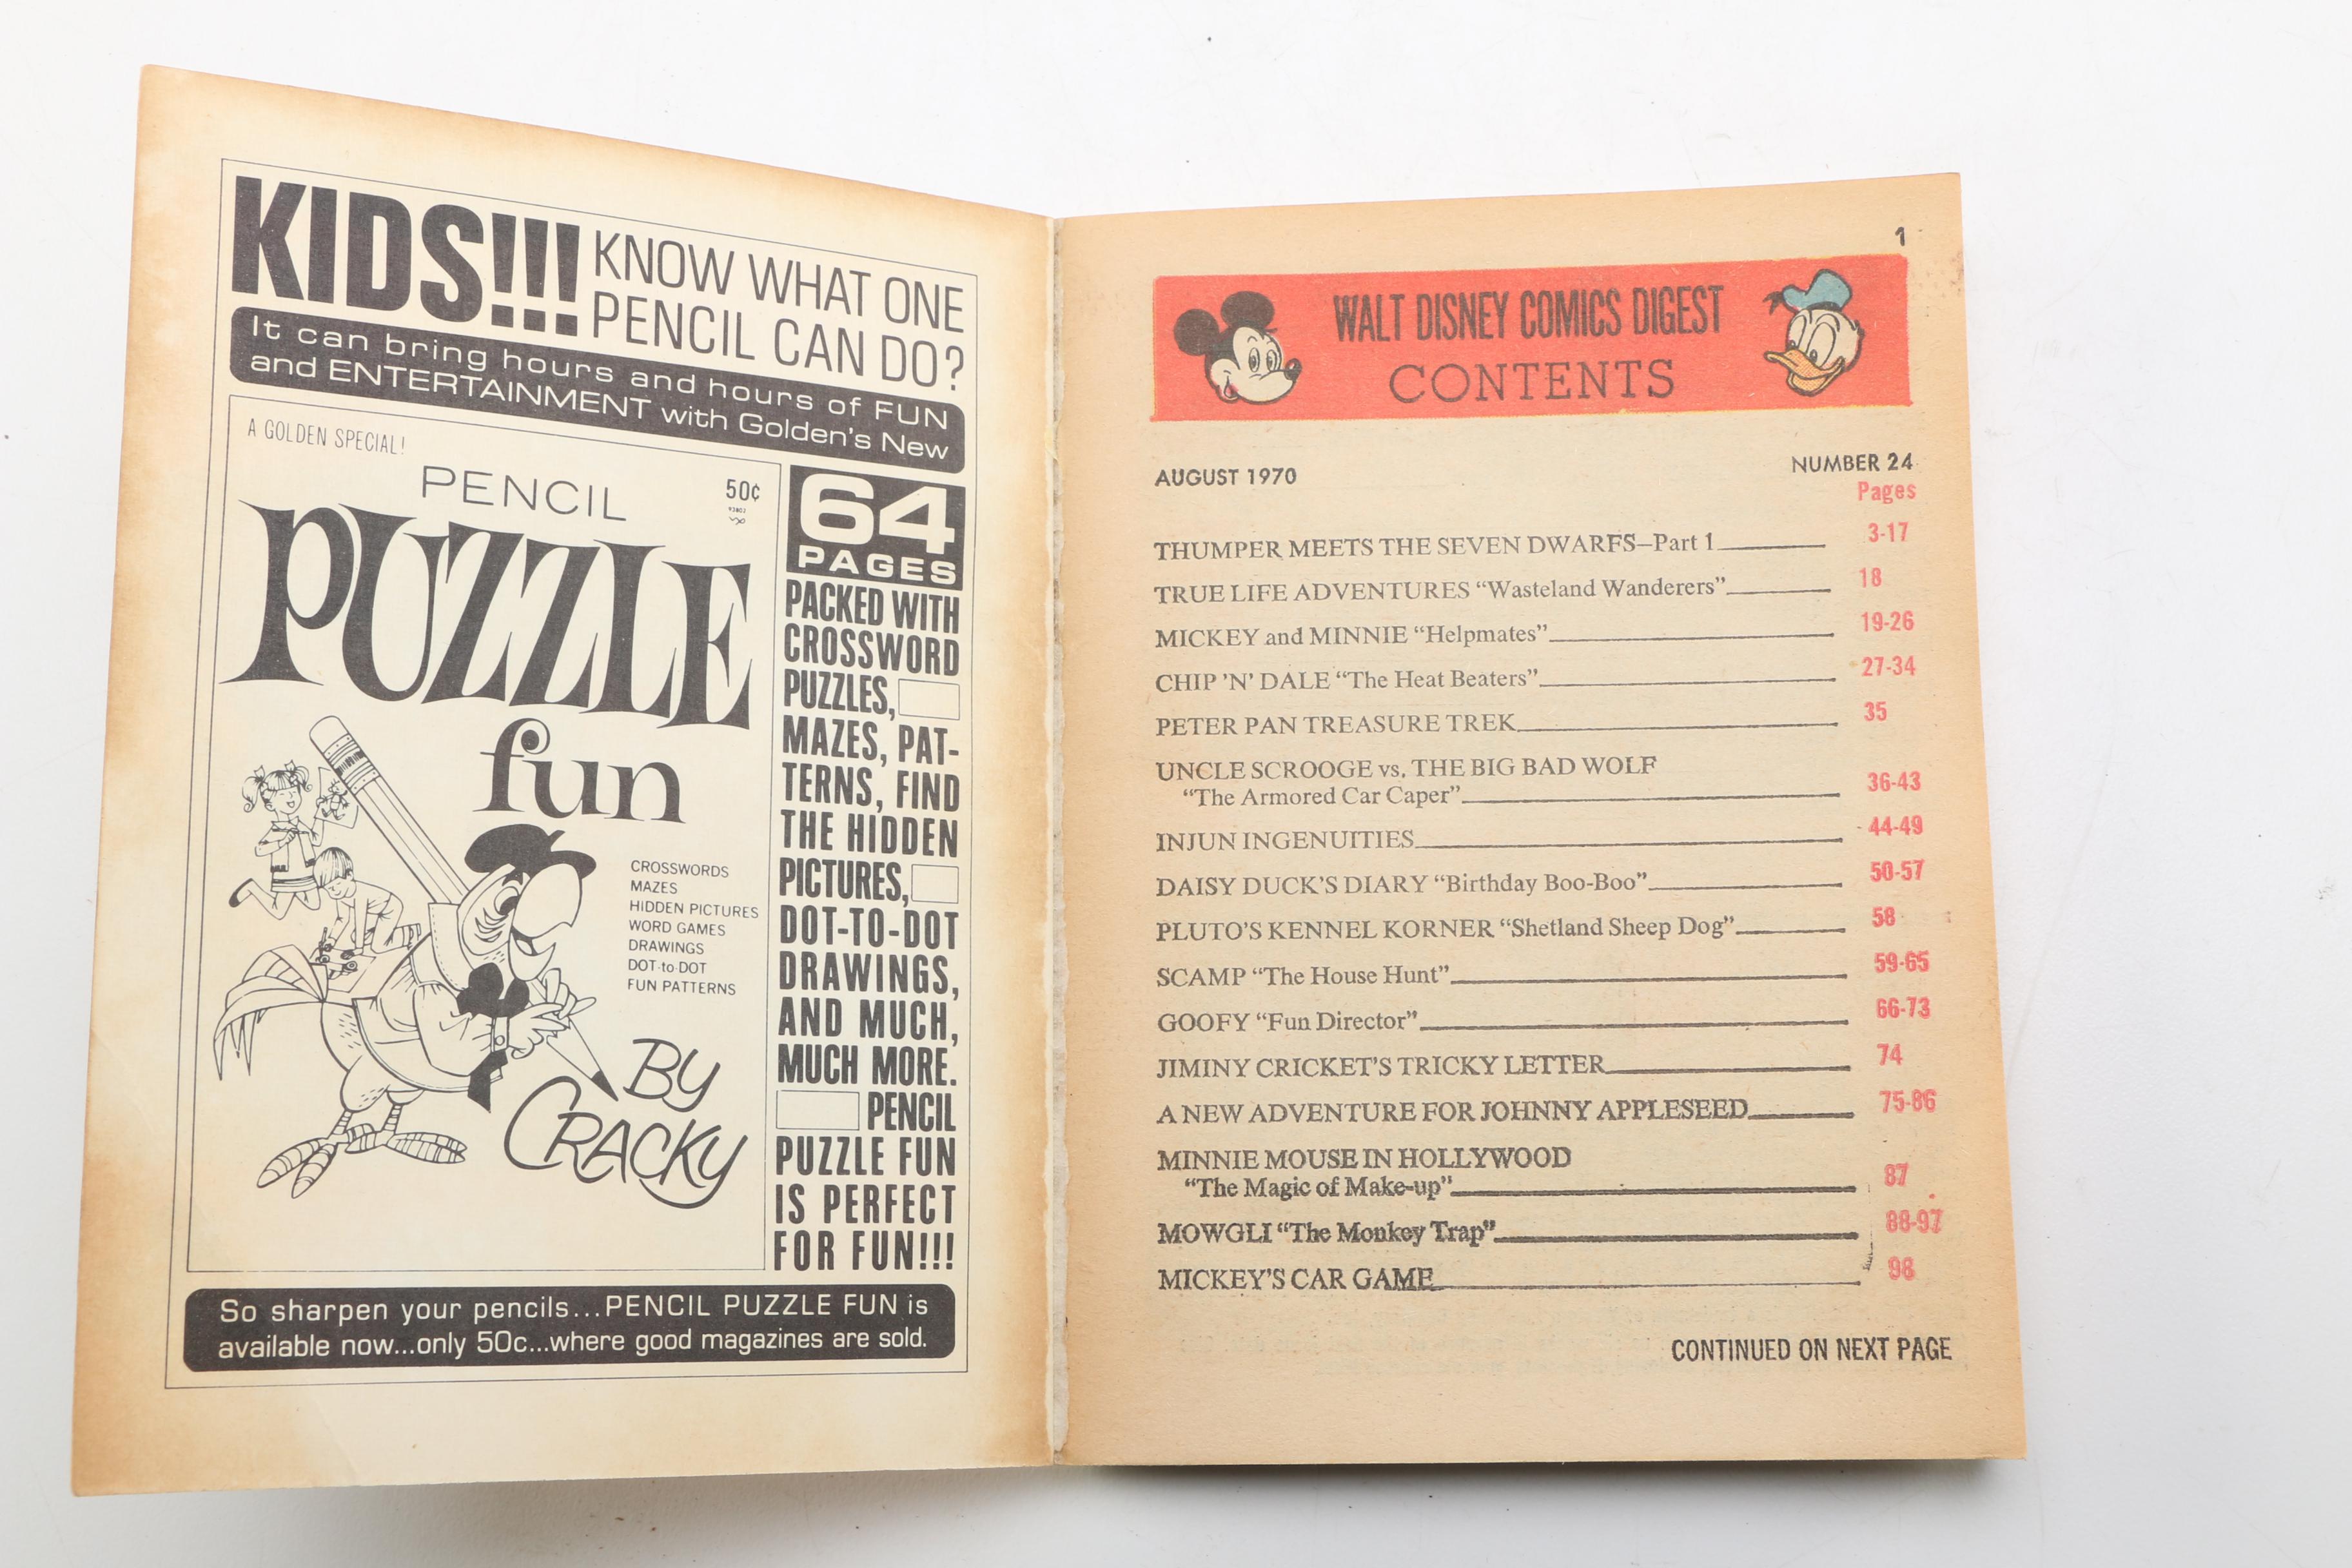 KIDS!!! KNOW WHAT ONE
PENCIL CAN DO?
It can bring hours and hours of FUN
and ENTERTAINMENT with Golden's New
A GOLDEN SPECIAL!
PENCIL
50¢
PUZZLE
fun
CROSSWORDS
MAZES
HIDDEN PICTURES
WORD GAMES
DRAWINGS
DOT-to-DOT
FUN PATTERNS
BY
CRACKY
64
PAGES
PACKED WITH
CROSSWORD
PUZZLES,
MAZES, PAT-
TERNS, FIND
THE HIDDEN
PICTURES,
DOT-TO-DOT
DRAWINGS,
AND MUCH,
MUCH MORE.
PENCIL
PUZZLE FUN
IS PERFECT
FOR FUN!!!
So sharpen your pencils...PENCIL PUZZLE FUN is
available now...only 50c...where good magazines are sold.
1
WALT DISNEY COMICS DIGEST
CONTENTS
AUGUST 1970 NUMBER 24
Pages
THUMPER MEETS THE SEVEN DWARFS—Part 1 3-17
TRUE LIFE ADVENTURES “Wasteland Wanderers” 18
MICKEY and MINNIE “Helpmates” 19-26
CHIP ’N’ DALE “The Heat Beaters” 27-34
PETER PAN TREASURE TREK 35
UNCLE SCROOGE vs. THE BIG BAD WOLF
“The Armored Car Caper” 36-43
INJUN INGENUITIES 44-49
DAISY DUCK’S DIARY “Birthday Boo-Boo” 50-57
PLUTO’S KENNEL KORNER “Shetland Sheep Dog” 58
SCAMP “The House Hunt” 59-65
GOOFY “Fun Director” 66-73
JIMINY CRICKET’S TRICKY LETTER 74
A NEW ADVENTURE FOR JOHNNY APPLESEED 75-86
MINNIE MOUSE IN HOLLYWOOD
“The Magic of Make-up” 87
MOWGLI “The Monkey Trap” 88-97
MICKEY’S CAR GAME 98
CONTINUED ON NEXT PAGE